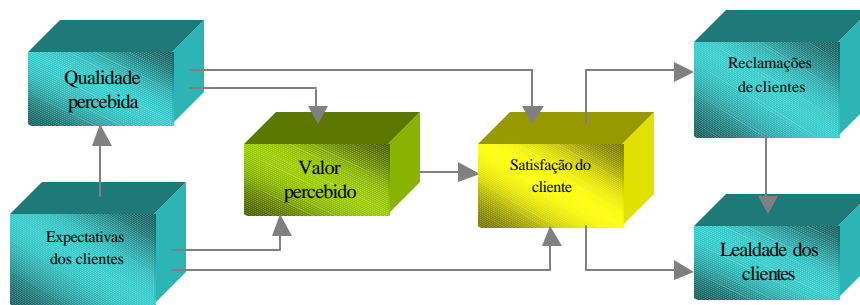 Qualidade
percebida
Reclamações
de clientes
Valor
percebido
Satisfação do
cliente
Expectativas
dos clientes
Lealdade dos
clientes